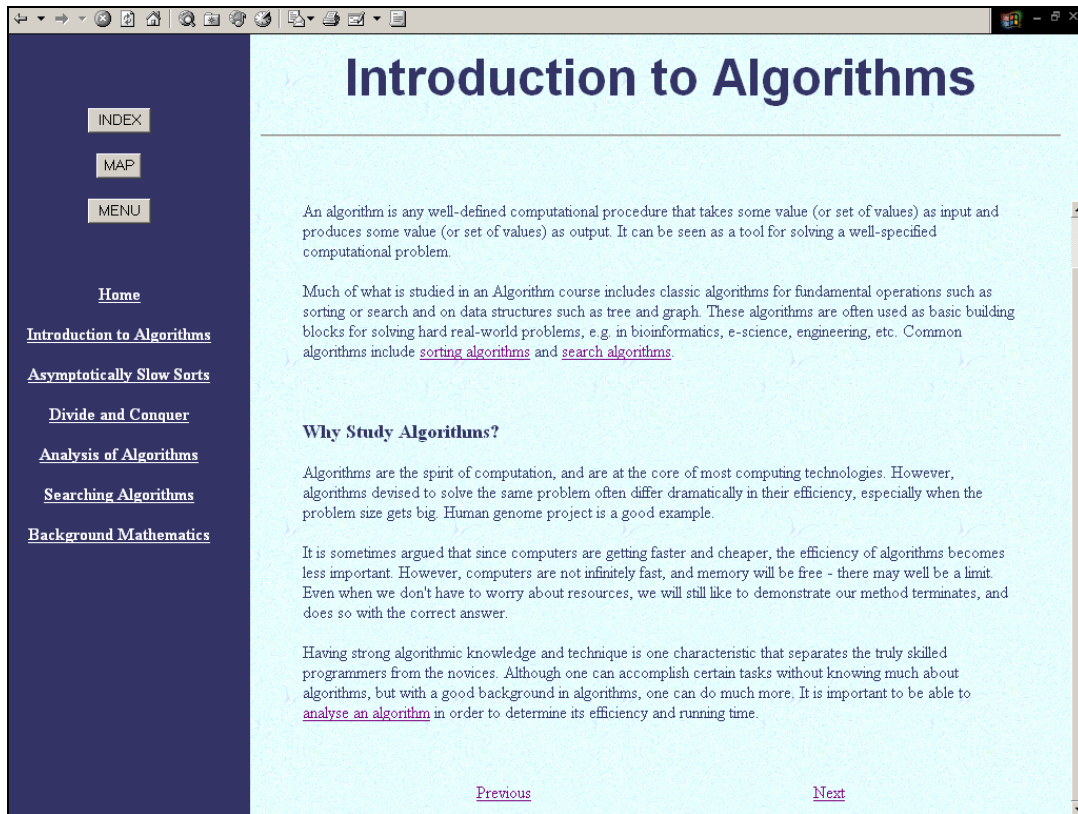 Introduction to Algorithms
INDEX
MAP
MENU
Home
Introduction to Algorithms
Asymptotically Slow Sorts
Divide and Conquer
Analysis of Algorithms
Searching Algorithms
Background Mathematics
An algorithm is any well-defined computational procedure that takes some value (or set of values) as input and
produces some value (or set of values) as output. It can be seen as a tool for solving a well-specified
computational problem.
Much of what is studied in an Algorithm course includes classic algorithms for fundamental operations such as
sorting or search and on data structures such as tree and graph. These algorithms are often used as basic building
blocks for solving hard real-world problems, e.g. in bioinformatics, e-science, engineering, etc. Common
algorithms include sorting algorithms and search algorithms.
Why Study Algorithms?
Algorithms are the spirit of computation, and are at the core of most computing technologies. However,
algorithms devised to solve the same problem often differ dramatically in their efficiency, especially when the
problem size gets big. Human genome project is a good example.
It is sometimes argued that since computers are getting faster and cheaper, the efficiency of algorithms becomes
less important. However, computers are not infinitely fast, and memory will be free - there may well be a limit.
Even when we don't have to worry about resources, we will still like to demonstrate our method terminates, and
does so with the correct answer.
Having strong algorithmic knowledge and technique is one characteristic that separates the truly skilled
programmers from the novices. Although one can accomplish certain tasks without knowing much about
algorithms, but with a good background in algorithms, one can do much more. It is important to be able to
analyse an algorithm in order to determine its efficiency and running time.
Previous
Next